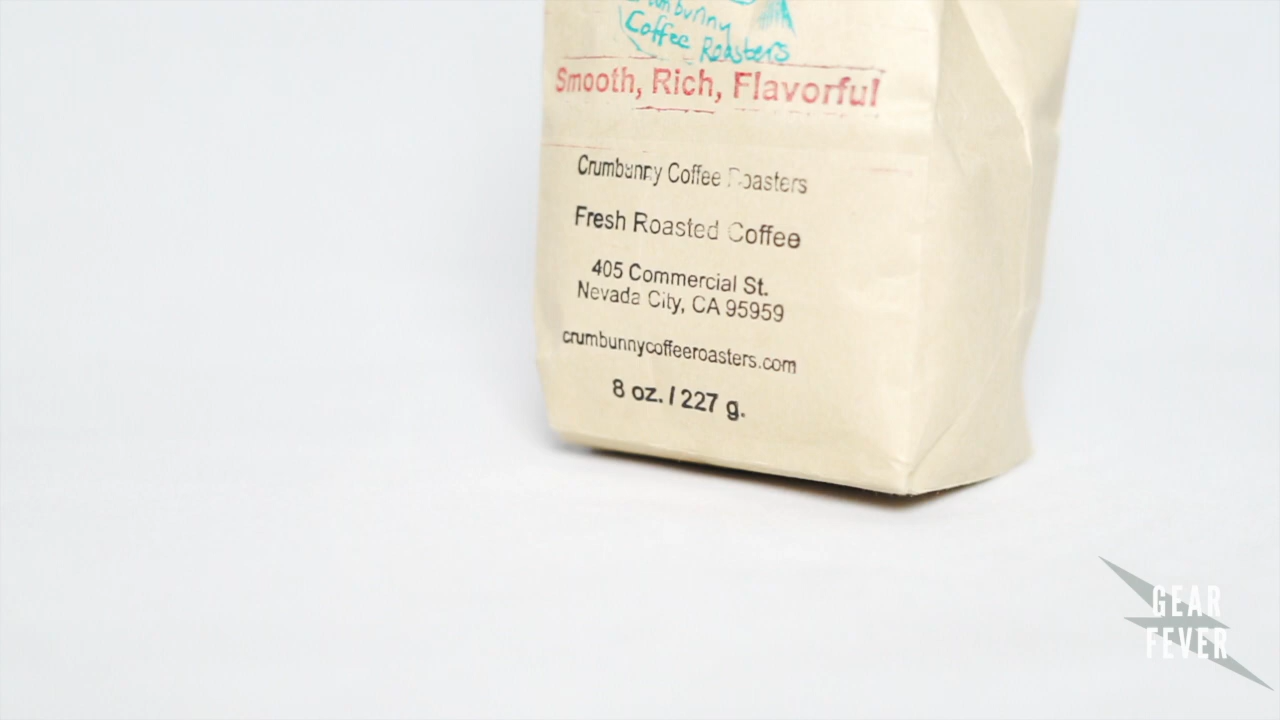 Crumbunny
Coffee Roasters
Smooth, Rich, Flavorful
Crumbunny Coffee Roasters
Fresh Roasted Coffee
405 Commercial St.
Nevada City, CA 95959
crumbunnycoffeeroasters.com
8 oz. / 227 g.
GEAR
FEVER